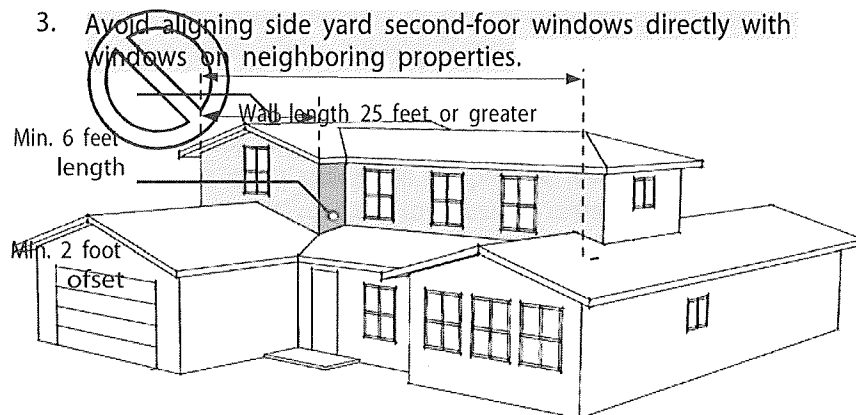 3. Avoid aligning side yard second-foor windows directly with
windows on neighboring properties.
Wall length 25 feet or greater
Min. 6 feet
length
Min. 2 foot
ofset